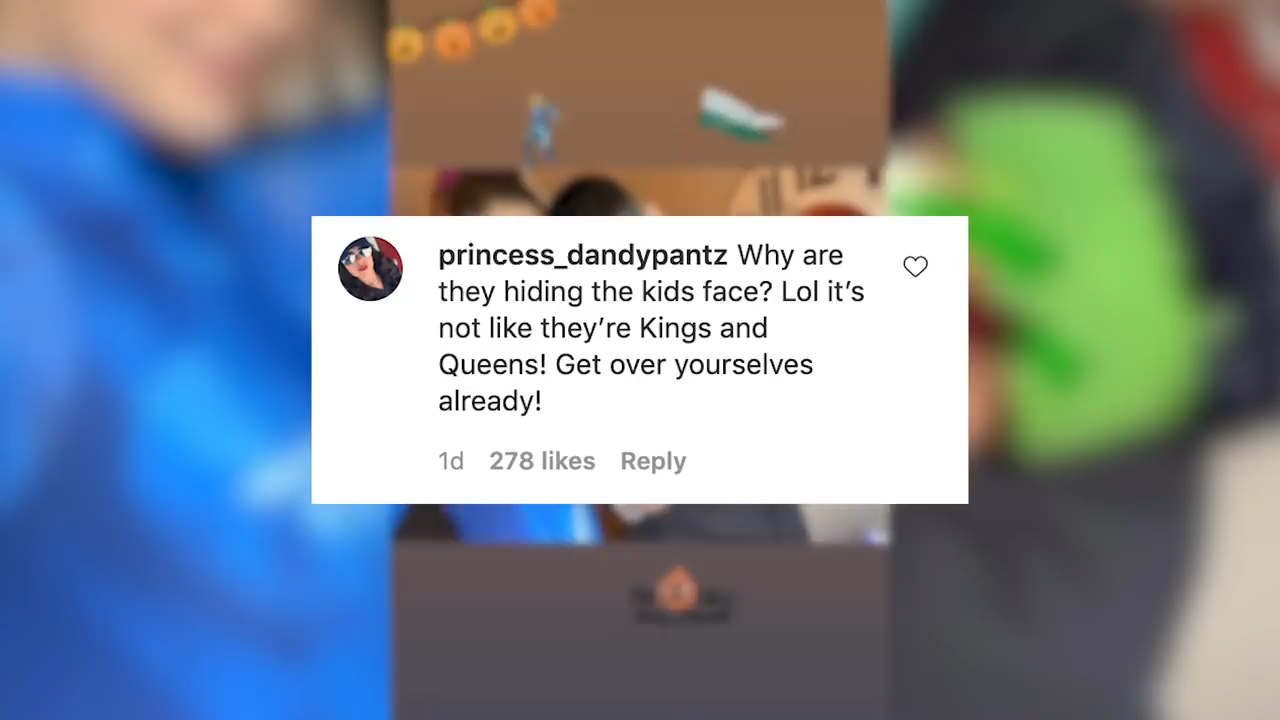 princess_dandypantz Why are
they hiding the kids face? Lol it’s
not like they’re Kings and
Queens! Get over yourselves
already!
1d 278 likes Reply